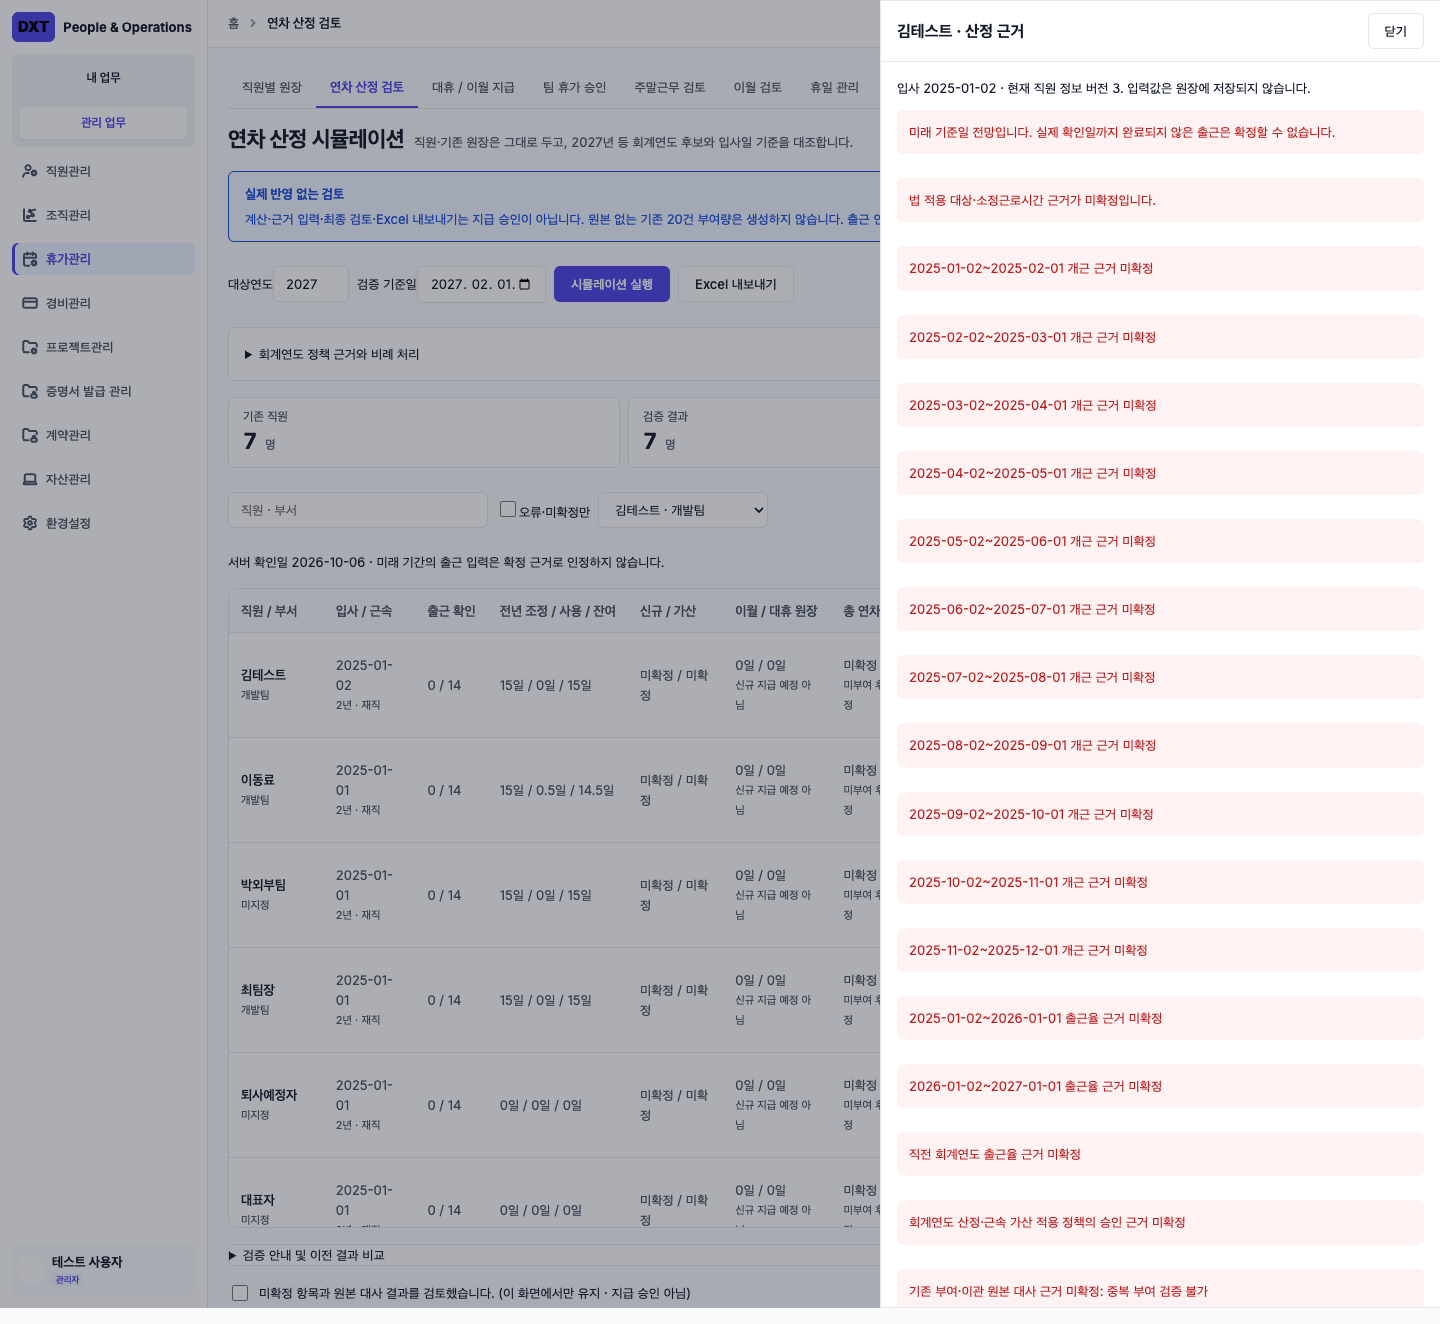 DXT People & Operations
내 업무
관리 업무
직원관리
조직관리
휴가관리
경비관리
프로젝트관리
증명서 발급 관리
계약관리
자산관리
환경설정
테스트 사용자
관리자
홈 > 연차 산정 검토
직원별 원장 연차 산정 검토 대휴 / 이월 지급 팀 휴가 승인 주말근무 검토 이월 검토 휴일 관리
연차 산정 시뮬레이션 직원·기존 원장은 그대로 두고, 2027년 등 회계연도 후보와 입사일 기준을 대조합니다.
실제 반영 없는 검토
계산·근거 입력·최종 검토·Excel 내보내기는 지급 승인이 아닙니다. 원본 없는 기존 20건 부여량은 생성하지 않습니다. 출근
대상연도 2027 검증 기준일 2027. 02. 01. 시뮬레이션 실행 Excel 내보내기
▶ 회계연도 정책 근거와 비례 처리
기존 직원
7 명
검증 결과
7 명
직원 · 부서 오류·미확정만 김테스트 · 개발팀
서버 확인일 2026-10-06 · 미래 기간의 출근 입력은 확정 근거로 인정하지 않습니다.
직원 / 부서 입사 / 근속 출근 확인 전년 조정 / 사용 / 잔여 신규 / 가산 이월 / 대휴 원장 총 연차
김테스트
개발팀
2025-01-
02
2년 · 재직
0 / 14
15일 / 0일 / 15일
미확정 / 미확
정
0일 / 0일
신규 지급 예정 아
님
미확정
미부여 후
정
이동료
개발팀
2025-01-
01
2년 · 재직
0 / 14
15일 / 0.5일 / 14.5일
미확정 / 미확
정
0일 / 0일
신규 지급 예정 아
님
미확정
미부여 후
정
박외부팀
미지정
2025-01-
01
2년 · 재직
0 / 14
15일 / 0일 / 15일
미확정 / 미확
정
0일 / 0일
신규 지급 예정 아
님
미확정
미부여 후
정
최팀장
개발팀
2025-01-
01
2년 · 재직
0 / 14
15일 / 0일 / 15일
미확정 / 미확
정
0일 / 0일
신규 지급 예정 아
님
미확정
미부여 후
정
퇴사예정자
미지정
2025-01-
01
2년 · 재직
0 / 14
0일 / 0일 / 0일
미확정 / 미확
정
0일 / 0일
신규 지급 예정 아
님
미확정
미부여 후
정
대표자
미지정
2025-01-
01
0 / 14
0일 / 0일 / 0일
미확정 / 미확
정
0일 / 0일
신규 지급 예정 아
미확정
미부여 후
정
▶ 검증 안내 및 이전 결과 비교
미확정 항목과 원본 대사 결과를 검토했습니다. (이 화면에서만 유지 · 지급 승인 아님)
김테스트 · 산정 근거 닫기
입사 2025-01-02 · 현재 직원 정보 버전 3. 입력값은 원장에 저장되지 않습니다.
미래 기준일 전망입니다. 실제 확인일까지 완료되지 않은 출근은 확정할 수 없습니다.
법 적용 대상·소정근로시간 근거가 미확정입니다.
2025-01-02~2025-02-01 개근 근거 미확정
2025-02-02~2025-03-01 개근 근거 미확정
2025-03-02~2025-04-01 개근 근거 미확정
2025-04-02~2025-05-01 개근 근거 미확정
2025-05-02~2025-06-01 개근 근거 미확정
2025-06-02~2025-07-01 개근 근거 미확정
2025-07-02~2025-08-01 개근 근거 미확정
2025-08-02~2025-09-01 개근 근거 미확정
2025-09-02~2025-10-01 개근 근거 미확정
2025-10-02~2025-11-01 개근 근거 미확정
2025-11-02~2025-12-01 개근 근거 미확정
2025-01-02~2026-01-01 출근율 근거 미확정
2026-01-02~2027-01-01 출근율 근거 미확정
직전 회계연도 출근율 근거 미확정
회계연도 산정·근속 가산 적용 정책의 승인 근거 미확정
기존 부여·이관 원본 대사 근거 미확정: 중복 부여 검증 불가